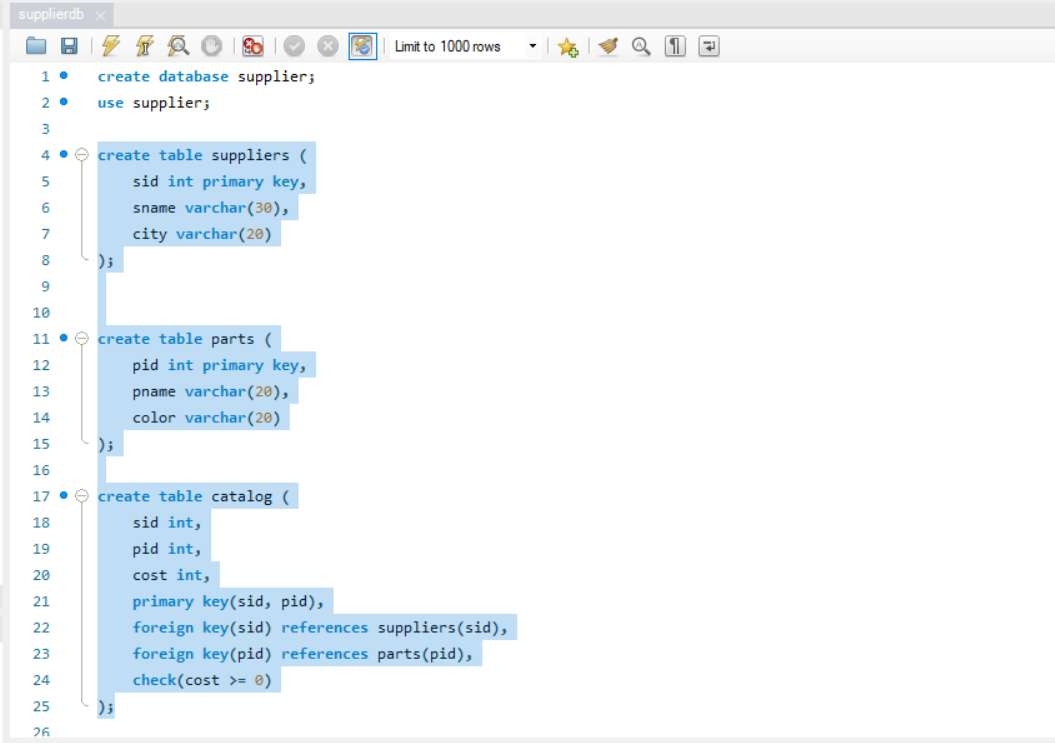 supplierdb
Limit to 1000 rows
1 create database supplier;
2 use supplier;
3
4 create table suppliers (
5 sid int primary key,
6 sname varchar(30),
7 city varchar(20)
8 );
9
10
11 create table parts (
12 pid int primary key,
13 pname varchar(20),
14 color varchar(20)
15 );
16
17 create table catalog (
18 sid int,
19 pid int,
20 cost int,
21 primary key(sid, pid),
22 foreign key(sid) references suppliers(sid),
23 foreign key(pid) references parts(pid),
24 check(cost >= 0)
25 );
26